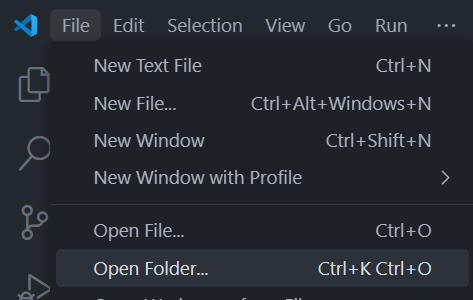 File Edit Selection View Go Run ...
New Text File Ctrl+N
New File... Ctrl+Alt+Windows+N
New Window Ctrl+Shift+N
New Window with Profile
Open File... Ctrl+O
Open Folder... Ctrl+K Ctrl+O